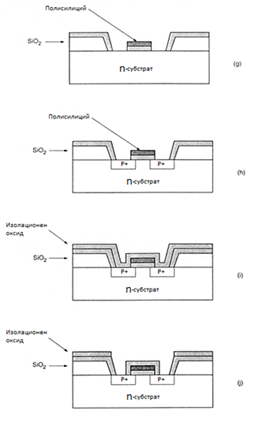 Полисилиций
SiO2
n-субстрат
(g)
Полисилиций
SiO2
P+ P+
n-субстрат
(h)
Изолационен
оксид
SiO2
P+ P+
n-субстрат
(i)
Изолационен
оксид
SiO2
P+ P+
n-субстрат
(j)